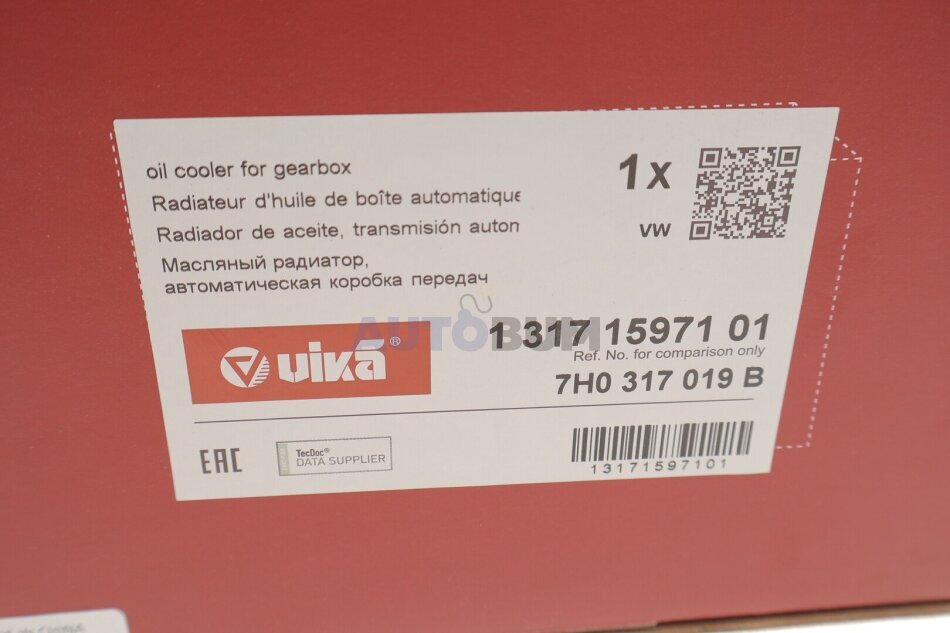 oil cooler for gearbox
Radiateur d'huile de boîte automatique
Radiador de aceite, transmisión auton
Масляный радиатор,
автоматическая коробка передач
1x
vw
AUTOBUM
1 317 15971 01
Ref. No. for comparison only
7H0 317 019 B
vika®
EAC
TecDoc®
DATA SUPPLIER
13171597101